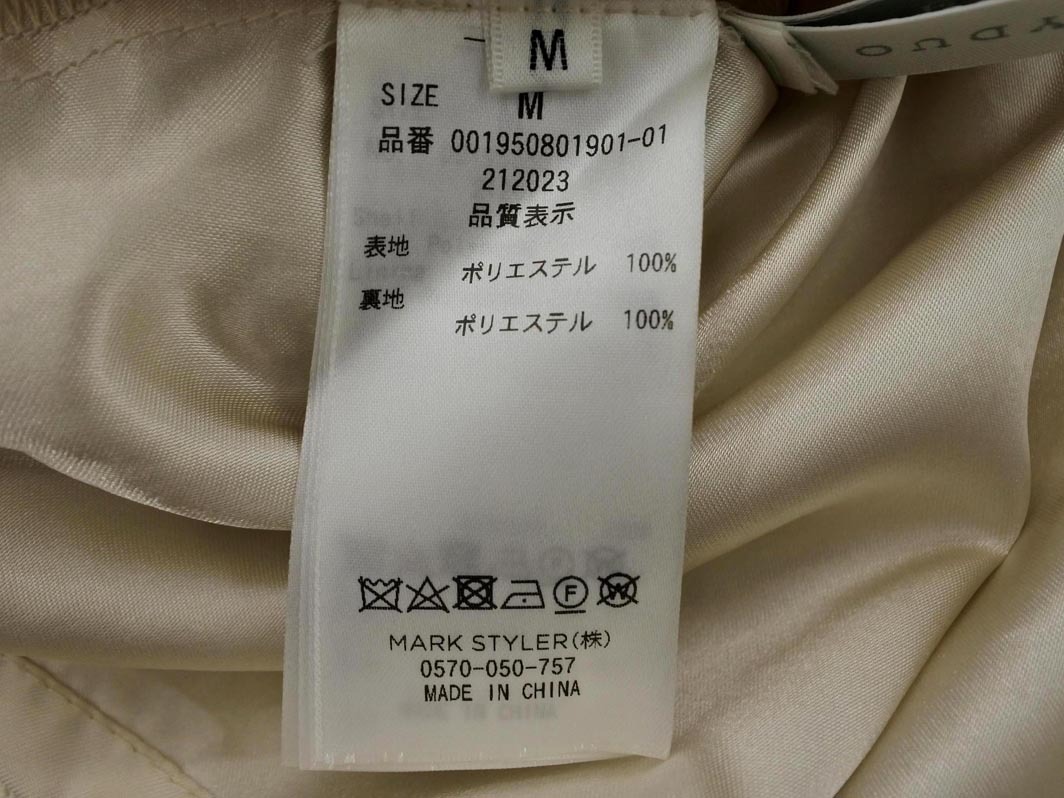 M
YDUO
SIZE M
品番 001950801901-01
212023
品質表示
表地
ポリエステル 100%
裏地
ポリエステル 100%
F W
MARK STYLER(株)
0570-050-757
MADE IN CHINA